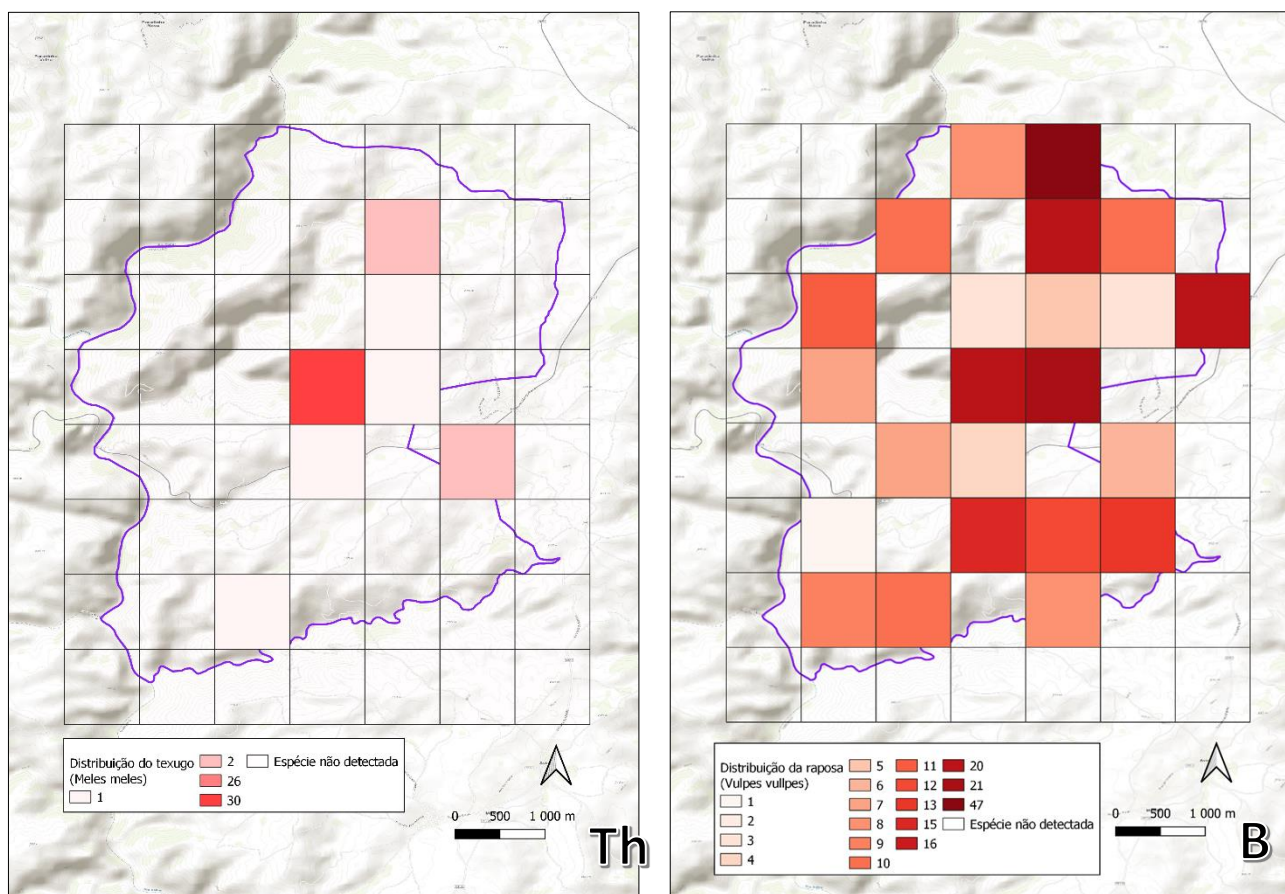 Distribuição do texugo
(Meles meles)
1
2
26
30
Espécie não detectada
0 500 1 000 m
Th
Distribuição da raposa
(Vulpes vullpes)
1
2
3
4
5
6
7
8
9
10
11
12
13
15
16
20
21
47
Espécie não detectada
0 500 1 000 m
B